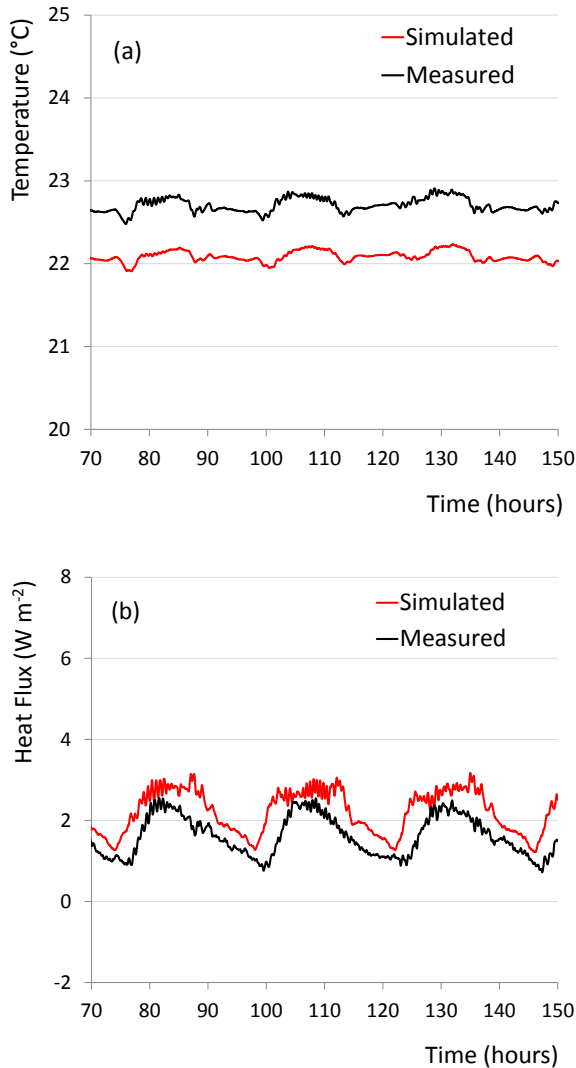 Temperature (°C)
25
24
23
22
21
20
(a)
Simulated
Measured
70 80 90 100 110 120 130 140 150
Time (hours)
Heat Flux (W m⁻²)
8
6
4
2
0
-2
(b)
Simulated
Measured
70 80 90 100 110 120 130 140 150
Time (hours)